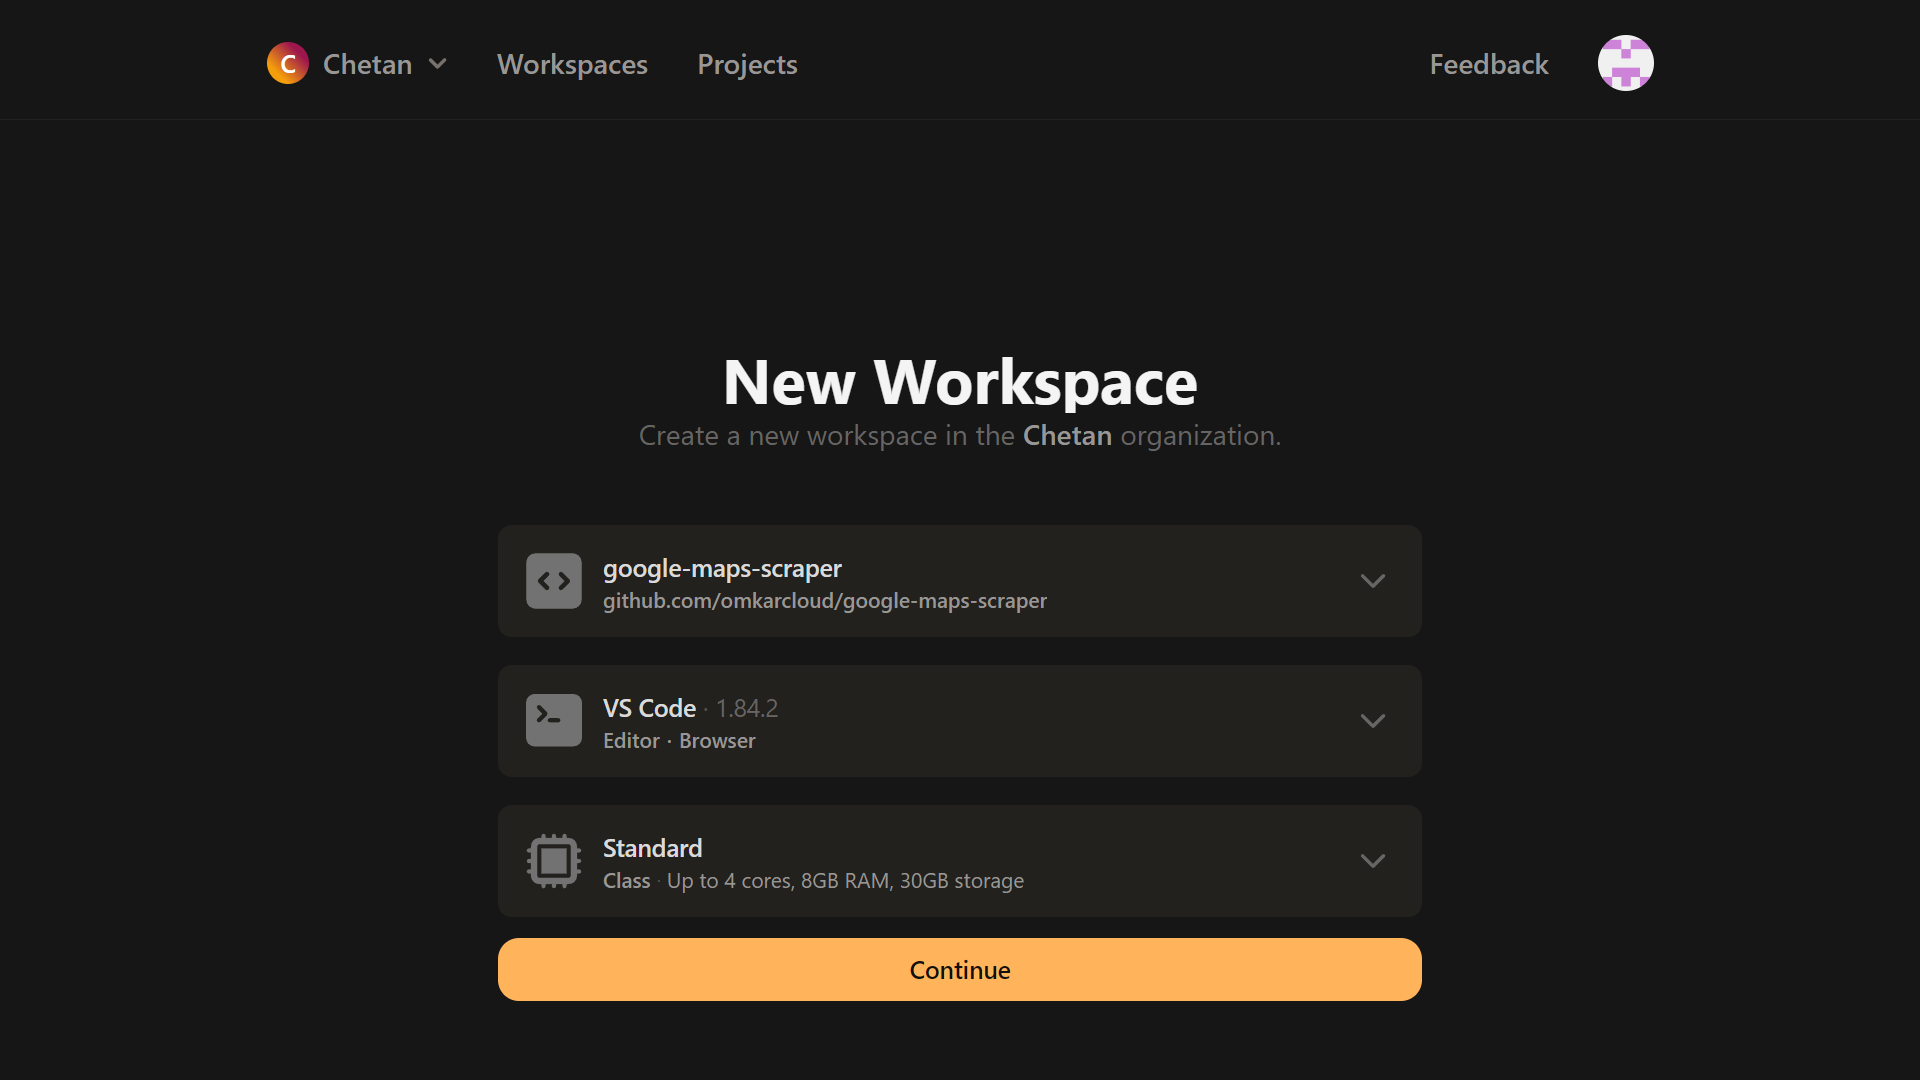 C Chetan Workspaces Projects Feedback
New Workspace
Create a new workspace in the Chetan organization.
google-maps-scraper
github.com/omkarcloud/google-maps-scraper
VS Code · 1.84.2
Editor · Browser
Standard
Class · Up to 4 cores, 8GB RAM, 30GB storage
Continue